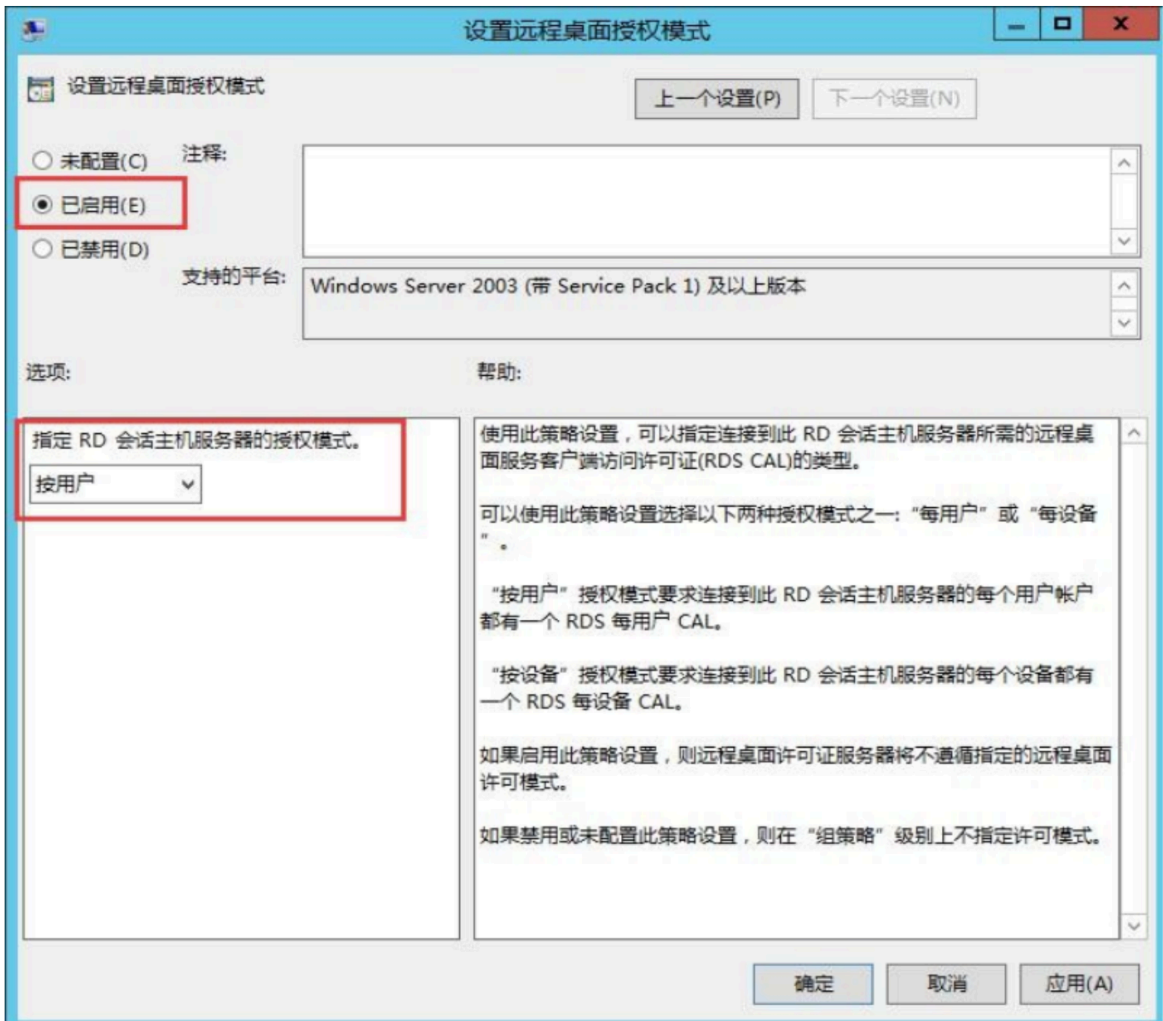 设置远程桌面授权模式
设置远程桌面授权模式
上一个设置(P)
下一个设置(N)
未配置(C)
注释:
已启用(E)
已禁用(D)
支持的平台:
Windows Server 2003 (带 Service Pack 1) 及以上版本
选项:
帮助:
指定 RD 会话主机服务器的授权模式。
按用户
使用此策略设置，可以指定连接到此 RD 会话主机服务器所需的远程桌
面服务客户端访问许可证(RDS CAL)的类型。
可以使用此策略设置选择以下两种授权模式之一:“每用户”或“每设备
”。
“按用户”授权模式要求连接到此 RD 会话主机服务器的每个用户帐户
都有一个 RDS 每用户 CAL。
“按设备”授权模式要求连接到此 RD 会话主机服务器的每个设备都有
一个 RDS 每设备 CAL。
如果启用此策略设置，则远程桌面许可证服务器将不遵循指定的远程桌面
许可模式。
如果禁用或未配置此策略设置，则在“组策略”级别上不指定许可模式。
确定
取消
应用(A)